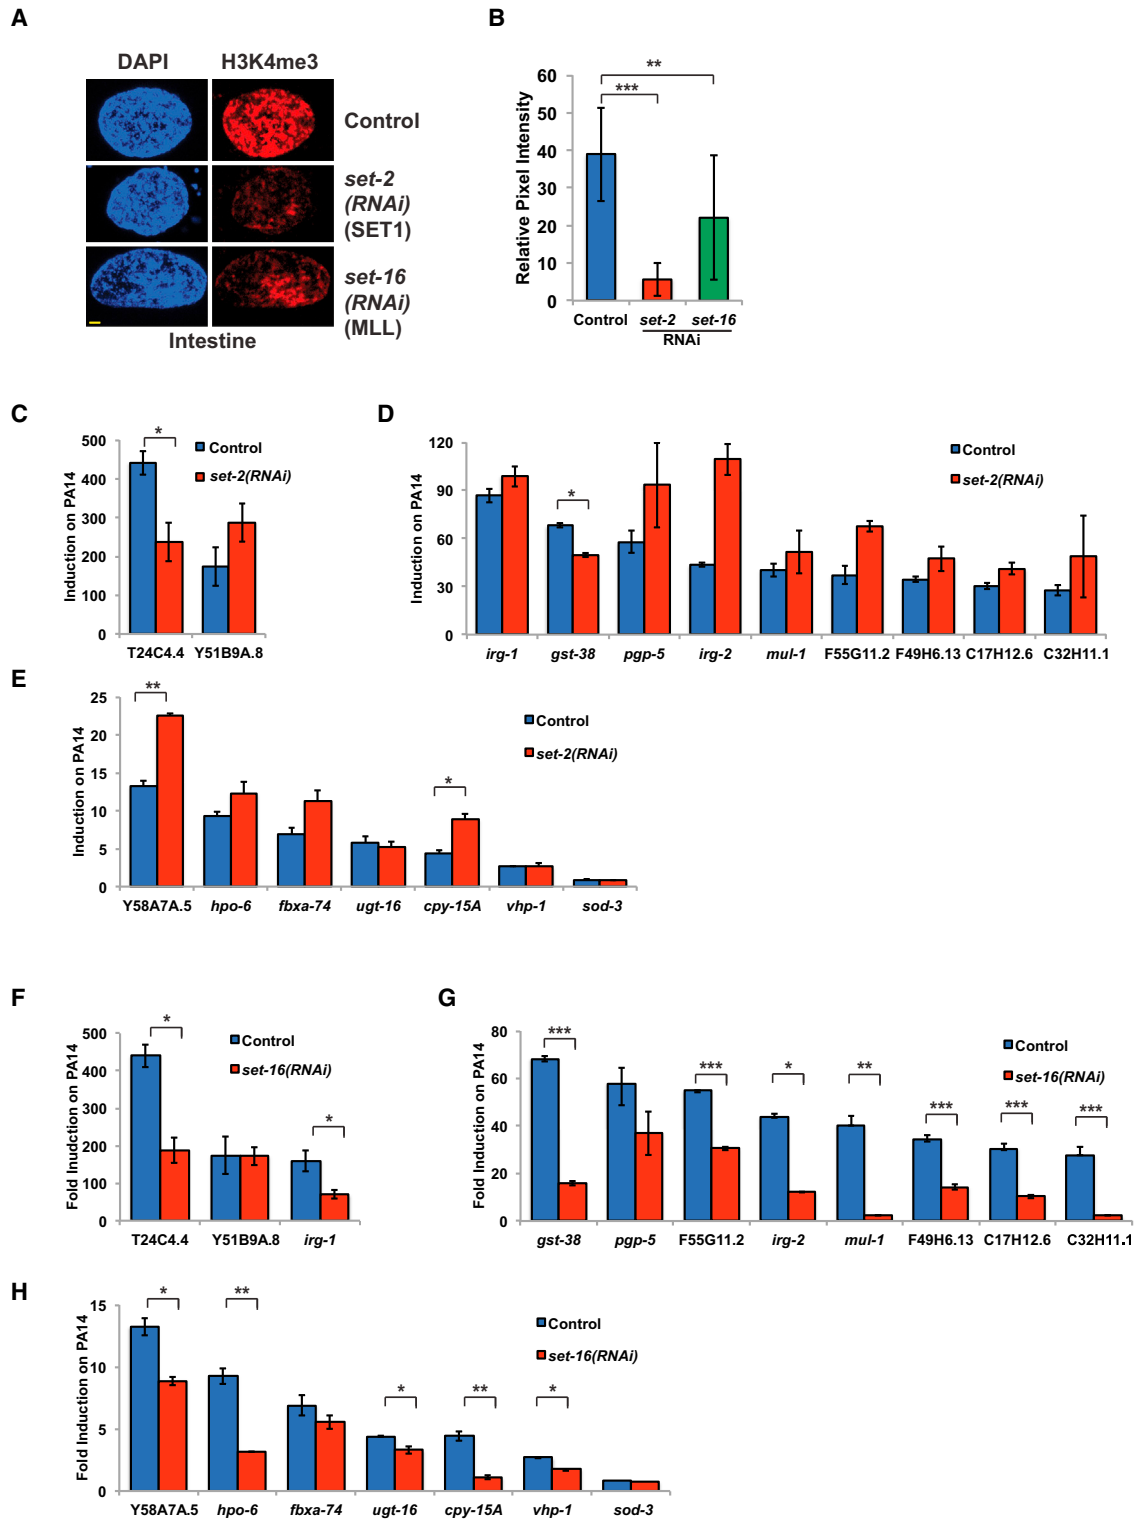 A
DAPI H3K4me3
Control
set-2
(RNAi)
(SET1)
set-16
(RNAi)
(MLL)
Intestine
B
Relative Pixel Intensity
60
50
40
30
20
10
0
**
***
Control set-2 set-16
RNAi
C
Induction on PA14
500
400
300
200
100
0
*
Control
set-2(RNAi)
T24C4.4 Y51B9A.8
D
Induction on PA14
120
90
60
30
0
*
Control
set-2(RNAi)
irg-1 gst-38 pgp-5 irg-2 mul-1 F55G11.2 F49H6.13 C17H12.6 C32H11.1
E
Induction on PA14
25
20
15
10
5
0
**
*
Control
set-2(RNAi)
Y58A7A.5 hpo-6 fbxa-74 ugt-16 cpy-15A vhp-1 sod-3
F
Fold Inudction on PA14
500
400
300
200
100
0
*
*
Control
set-16(RNAi)
T24C4.4 Y51B9A.8 irg-1
G
Fold Induction on PA14
80
60
40
20
0
*** *** * ** *** *** ***
Control
set-16(RNAi)
gst-38 pgp-5 F55G11.2 irg-2 mul-1 F49H6.13 C17H12.6 C32H11.1
H
Fold Induction on PA14
15
10
5
0
* ** * ** *
Control
set-16(RNAi)
Y58A7A.5 hpo-6 fbxa-74 ugt-16 cpy-15A vhp-1 sod-3